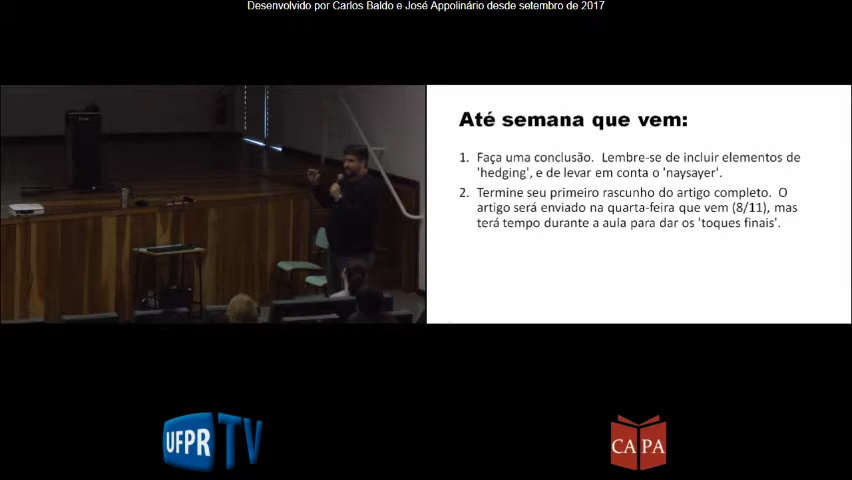 Desenvolvido por Carlos Baldo e José Appolinário desde setembro de 2017
Até semana que vem:
1. Faça uma conclusão. Lembre-se de incluir elementos de
'hedging', e de levar em conta o 'naysayer'.
2. Termine seu primeiro rascunho do artigo completo. O
artigo será enviado na quarta-feira que vem (8/11), mas
terá tempo durante a aula para dar os 'toques finais'.
UFPR TV
CAPA